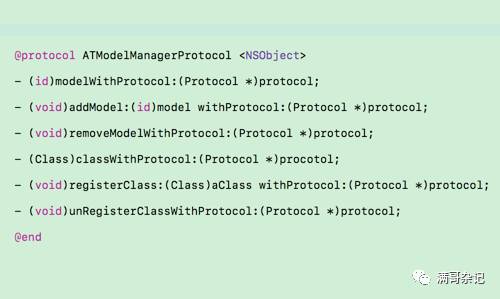 @protocol ATModelManagerProtocol <NSObject>
- (id)modelWithProtocol:(Protocol *)protocol;
- (void)addModel:(id)model withProtocol:(Protocol *)protocol;
- (void)removeModelWithProtocol:(Protocol *)protocol;
- (Class)classWithProtocol:(Protocol *)procotol;
- (void)registerClass:(Class)aClass withProtocol:(Protocol *)protocol;
- (void)unRegisterClassWithProtocol:(Protocol *)protocol;
@end
满哥杂记